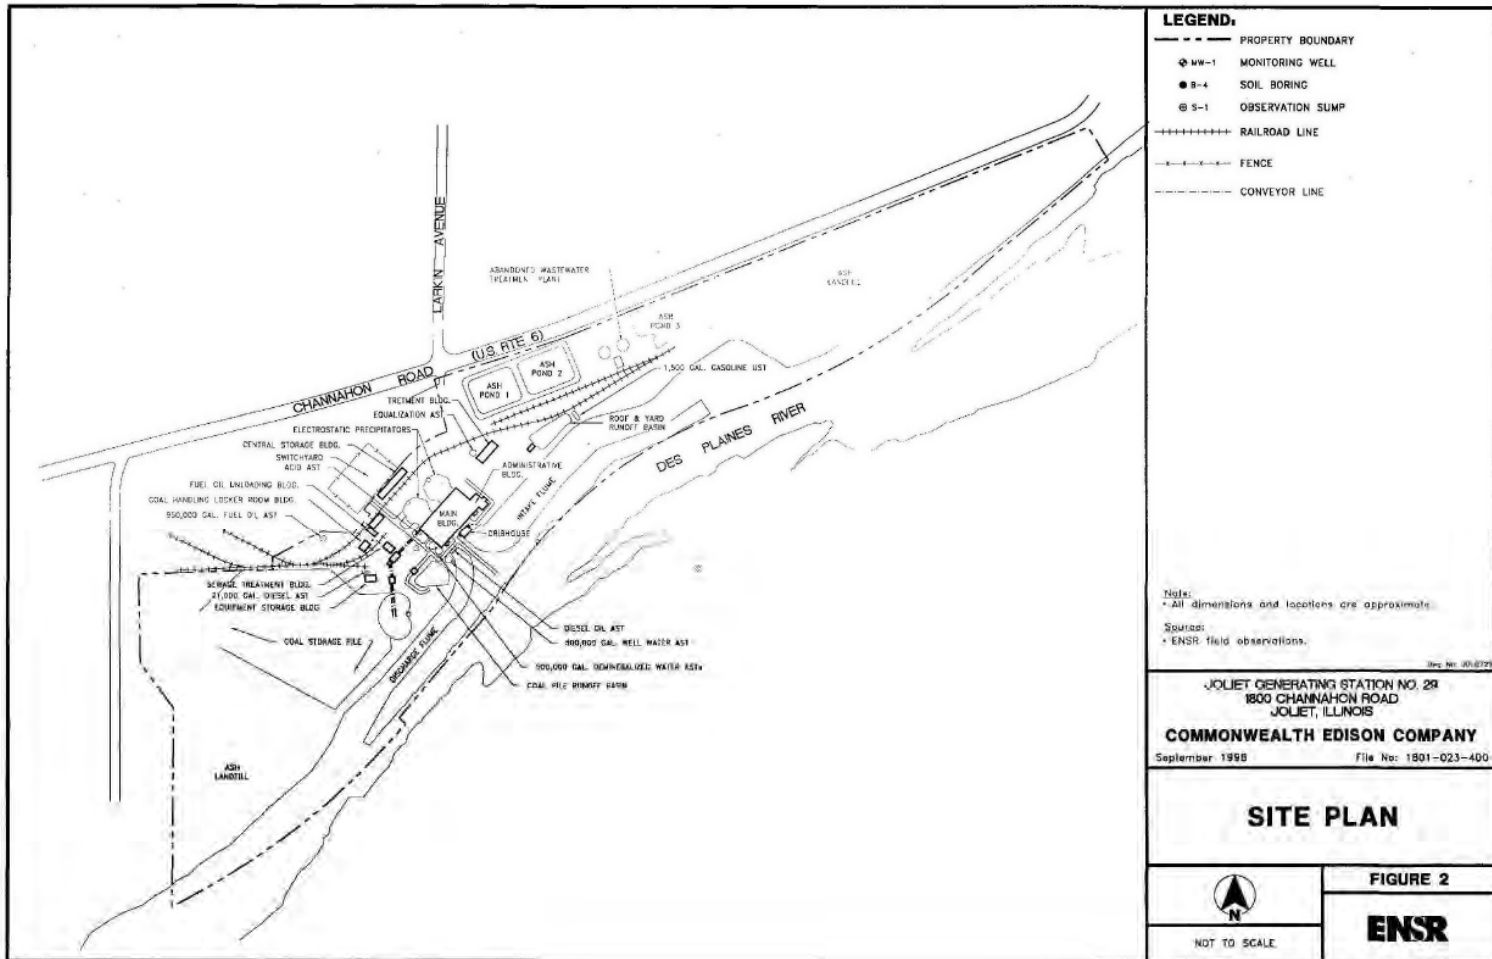 LEGEND:
PROPERTY BOUNDARY
MW-1 MONITORING WELL
B-4 SOIL BORING
S-1 OBSERVATION SUMP
RAILROAD LINE
FENCE
CONVEYOR LINE
LARKIN AVENUE
ABANDONED WASTEWATER
TREATMEN PLANT
ASH
LANDFILL
ASH
POND 3
(U.S. RTE 6)
CHANNAHON ROAD
ASH
POND 2
ASH
POND 1
1,500 GAL. GASOLINE UST
TRETMENT BLDG.
EQUALIZATION AST
ROOF & YARD
RUNOFF BASIN
ELECTROSTATIC PRECIPITATORS
CENTRAL STORAGE BLDG.
SWITCHYARD
ACID AST
ADMINISTRATIVE
BLDG.
DES PLAINES RIVER
INTAKE FLUME
FUEL OIL UNLOADING BLDG.
COAL HANDLING LOCKER ROOM BLDG.
950,000 GAL. FUEL OIL AST
MAIN
BLDG.
CRIBHOUSE
SEWAGE TREATMENT BLDG.
21,000 GAL. DIESEL AST
EQUIPMENT STORAGE BLDG
COAL STORAGE PILE
DISCHARGE FLUME
DIESEL OIL AST
GAL. WELL WATER AST
GAL. DEMINERALIZED WATER ASTs
COAL PILE RUNOFF BASIN
ASH
LANDFILL
Note:
• All dimensions and locations are approximate.
Source:
• ENSR field observations.
JOLIET GENERATING STATION NO. 29
1800 CHANNAHON ROAD
JOLIET, ILLINOIS
COMMONWEALTH EDISON COMPANY
September 1998 File No: 1801-023-400
SITE PLAN
N
NOT TO SCALE
FIGURE 2
ENSR